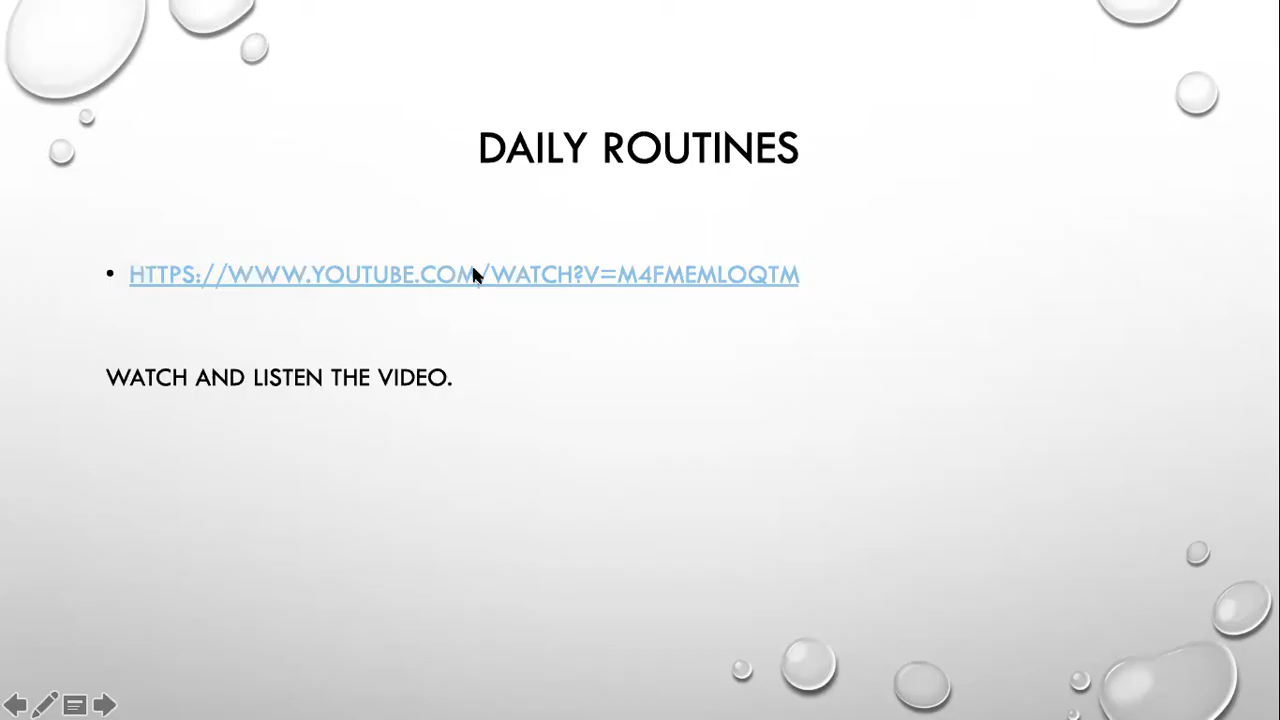 DAILY ROUTINES
• HTTPS://WWW.YOUTUBE.COM/WATCH?V=M4FMEMLOQTM
WATCH AND LISTEN THE VIDEO.